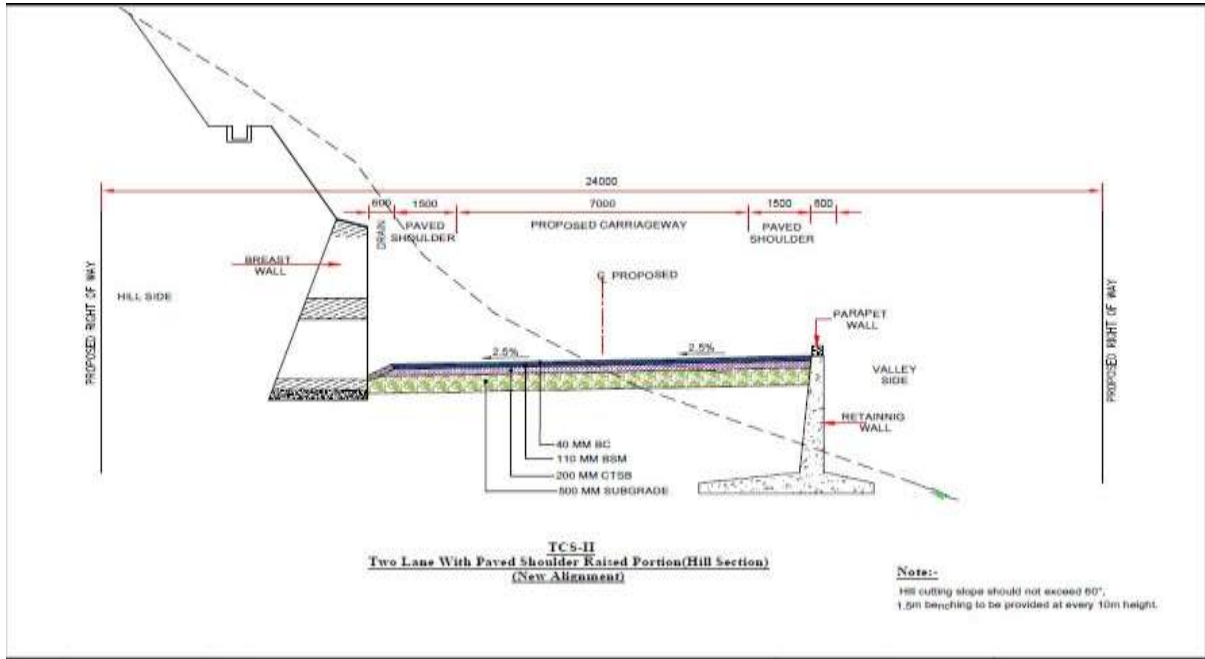 24000
600
1500
7000
1500
600
DRAIN
PAVED
SHOULDER
PROPOSED CARRIAGEWAY
PAVED
SHOULDER
BREAST
WALL
PROPOSED RIGHT OF WAY
HILL SIDE
C PROPOSED
PARAPET
WALL
2.5%
2.5%
VALLEY
SIDE
PROPOSED RIGHT OF WAY
RETAINNIG
WALL
40 MM BC
110 MM BSM
200 MM CTSB
500 MM SUBGRADE
TCS-II
Two Lane With Paved Shoulder Raised Portion(Hill Section)
(New Alignment)
Note:-
Hill cutting slope should not exceed 60°,
1.5m benching to be provided at every 10m height.